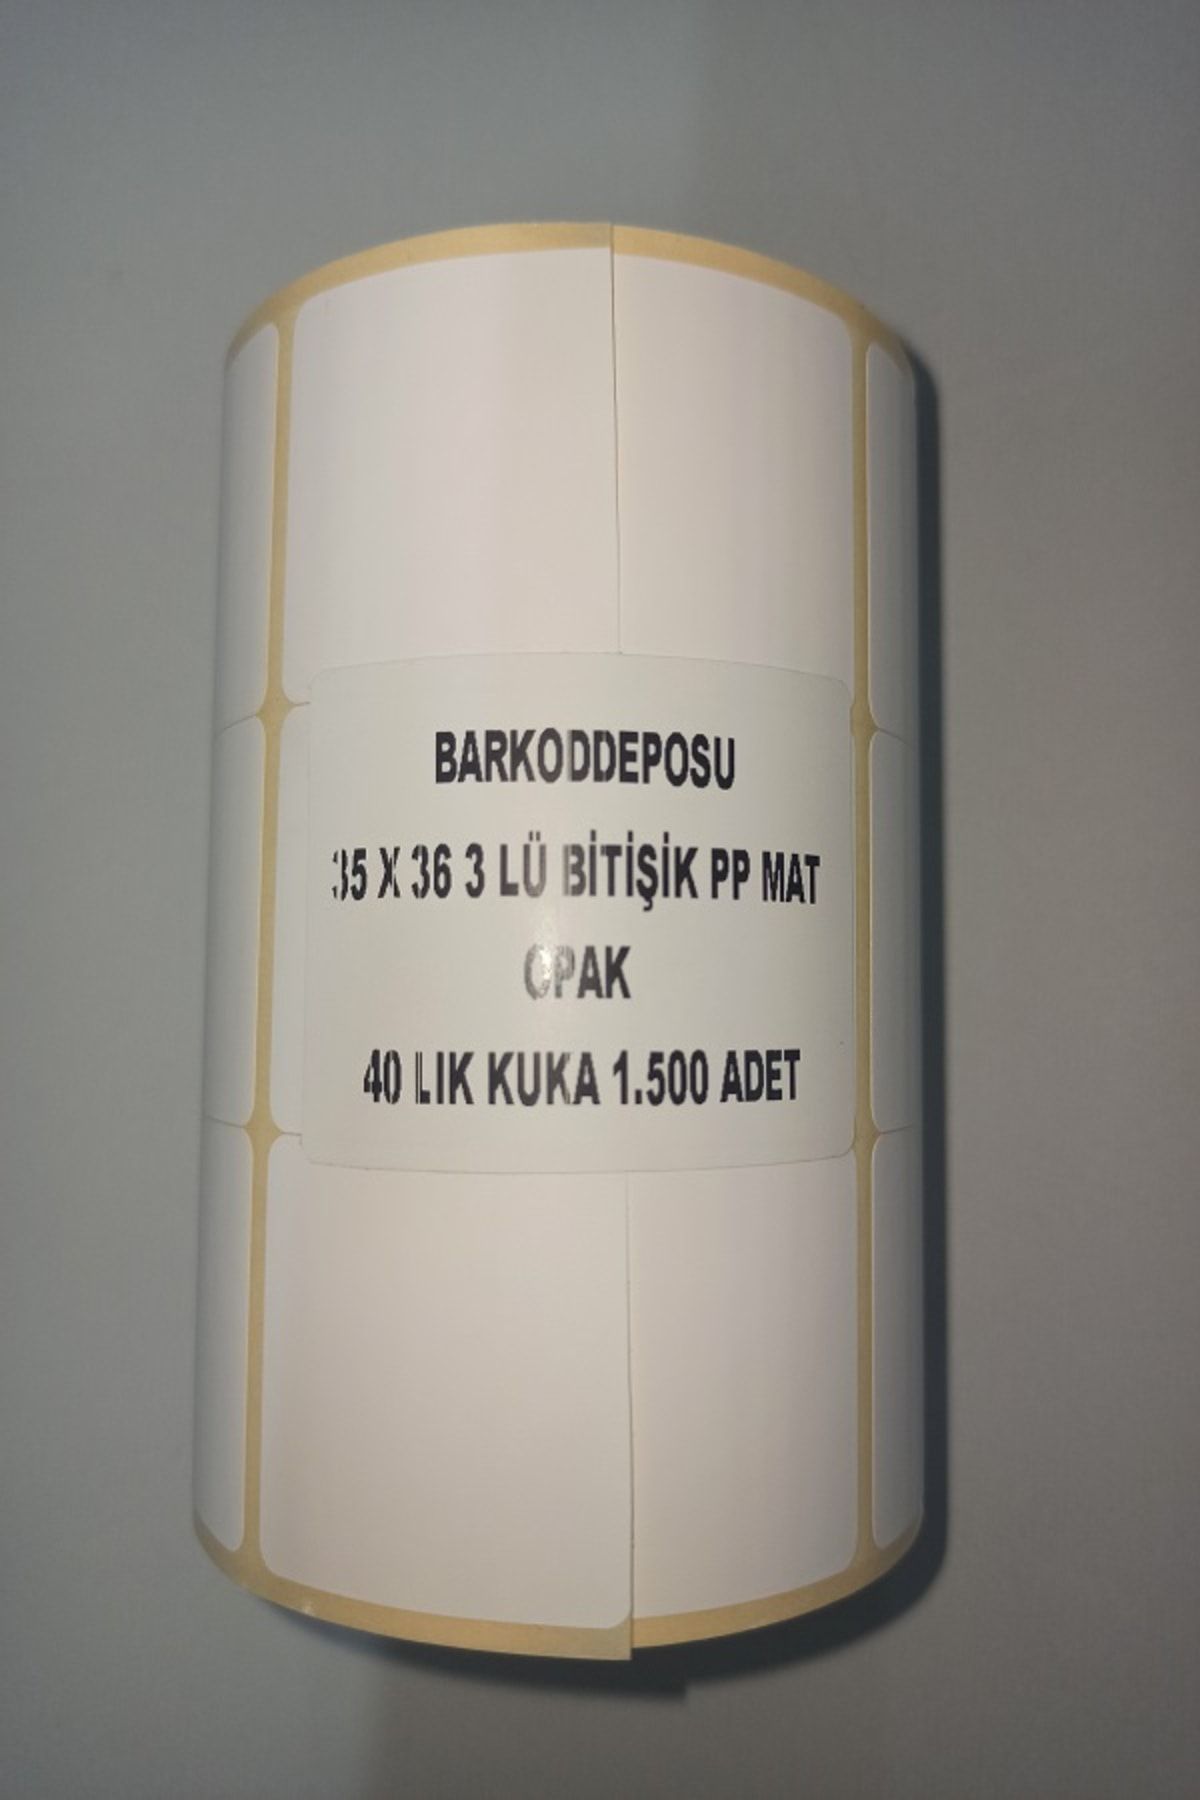 BARKODDEPOSU
35 X 36 3 LÜ BİTİŞİK PP MAT
OPAK
40 LIK KUKA 1.500 ADET